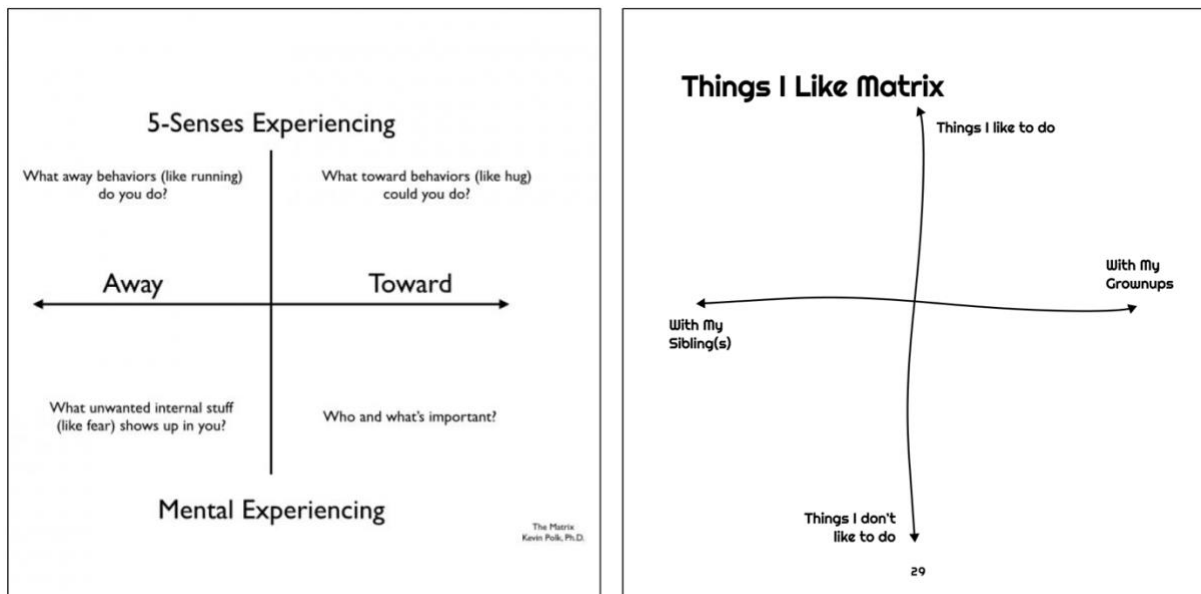 5-Senses Experiencing
What away behaviors (like running)
do you do?
What toward behaviors (like hug)
could you do?
Away
Toward
What unwanted internal stuff
(like fear) shows up in you?
Who and what's important?
Mental Experiencing
The Matrix
Kevin Polk, Ph.D.
Things I Like Matrix
Things I like to do
With My
Grownups
With My
Sibling(s)
Things I don't
like to do
29